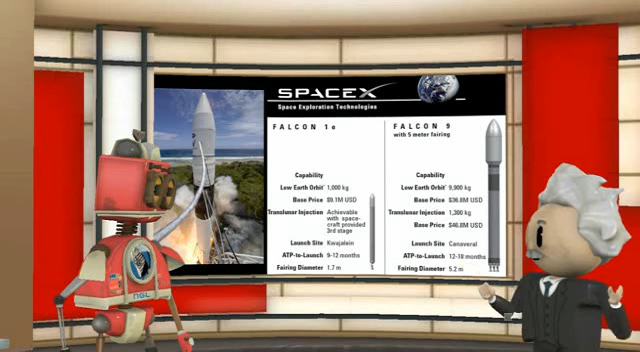 SPACEX
Space Exploration Technologies
FALCON 1e
FALCON 9
with 5 meter fairing
Capability
Low Earth Orbit 1,000 kg
Base Price $9.1M USD
Translunar Injection Achievable
with space-
craft provided
3rd stage
Launch Site Kwajalein
ATP-to-Launch 9-12 months
Fairing Diameter 1.7 m
Capability
Low Earth Orbit 9,900 kg
Base Price $36.8M USD
Translunar Injection 1,300 kg
$46.8M USD
Launch Site Canaveral
ATP-to-Launch 12-18 months
Fairing Diameter 5.2 m
NGL